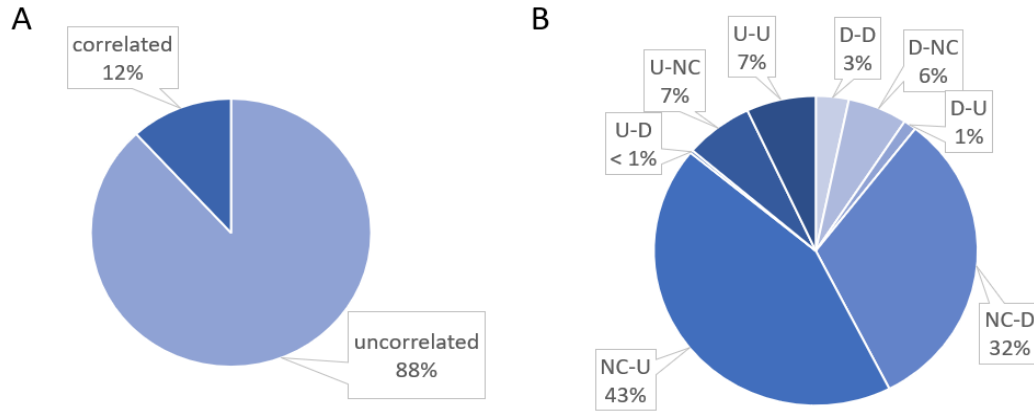 A
correlated
12%
uncorrelated
88%
B
U-U
7%
D-D
3%
D-NC
6%
U-NC
7%
D-U
1%
U-D
< 1%
NC-D
32%
NC-U
43%